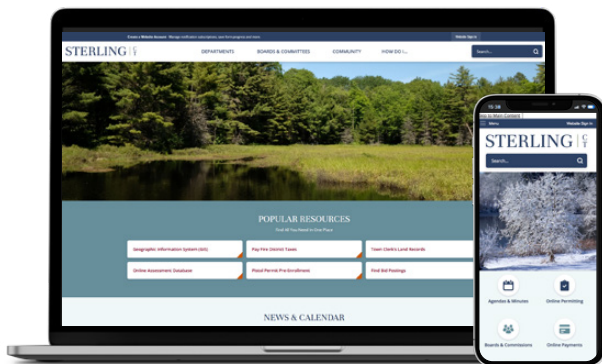 Create a Website Account - Manage notification subscriptions, save form progress and more.
Website Sign In
STERLING CT
DEPARTMENTS
BOARDS & COMMITTEES
COMMUNITY
HOW DO I...
Search...
POPULAR RESOURCES
Find All You Need in One Place
Geographic Information System (GIS)
Pay Fire District Taxes
Town Clerk's Land Records
Online Assessment Database
Plasd Permit Pre-Enrollment
Find Bid Postings
NEWS & CALENDAR
15:38
Skip to Main Content
Menu
Website Sign In
STERLING CT
Search...
Agendas & Minutes
Online Permitting
Boards & Commissions
Online Payments